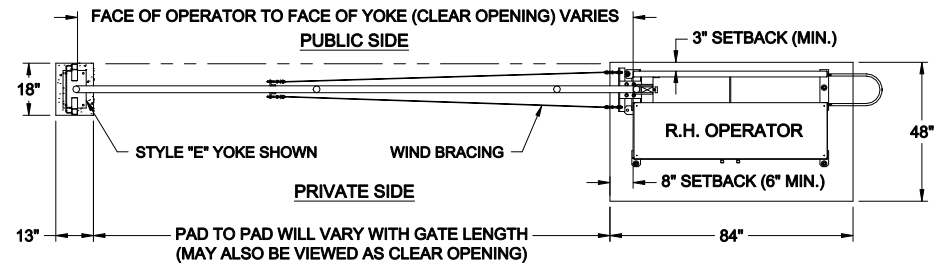 FACE OF OPERATOR TO FACE OF YOKE (CLEAR OPENING) VARIES
PUBLIC SIDE
3" SETBACK (MIN.)
18"
R.H. OPERATOR
48"
STYLE "E" YOKE SHOWN
WIND BRACING
8" SETBACK (6" MIN.)
PRIVATE SIDE
13"
PAD TO PAD WILL VARY WITH GATE LENGTH
(MAY ALSO BE VIEWED AS CLEAR OPENING)
84"